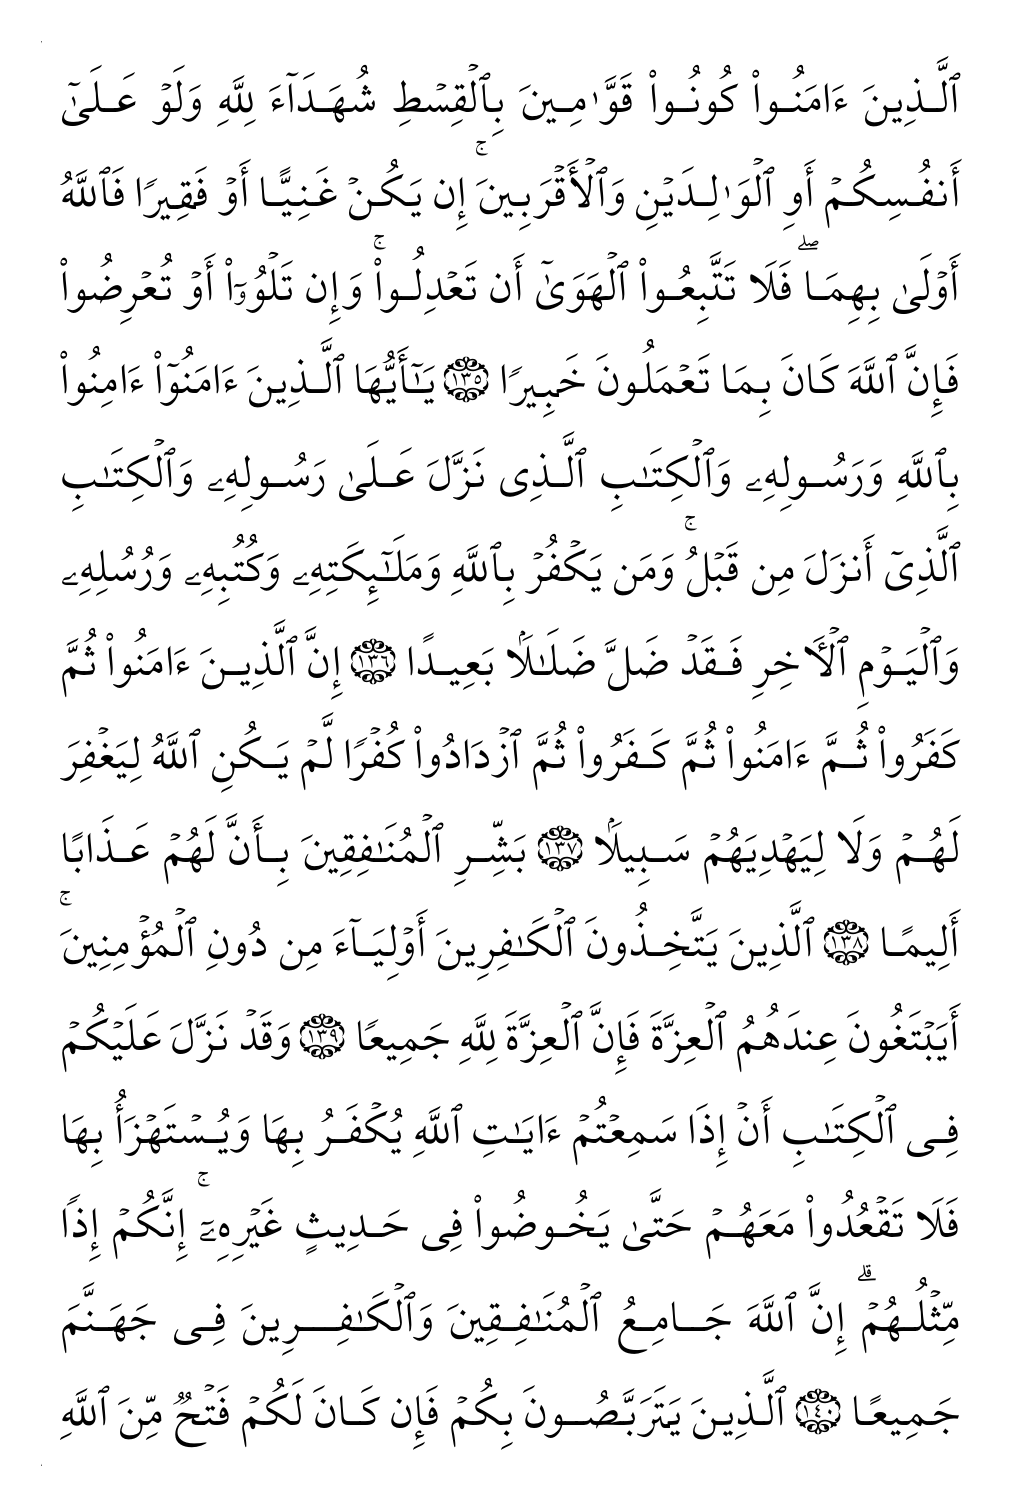 ٱلَّذِينَ ءَامَنُوا۟ كُونُوا۟ قَوَّٰمِينَ بِٱلْقِسْطِ شُهَدَآءَ لِلَّهِ وَلَوْ عَلَىٰٓ
أَنفُسِكُمْ أَوِ ٱلْوَٰلِدَيْنِ وَٱلْأَقْرَبِينَ ۚ إِن يَكُنْ غَنِيًّا أَوْ فَقِيرًا فَٱللَّهُ
أَوْلَىٰ بِهِمَا ۖ فَلَا تَتَّبِعُوا۟ ٱلْهَوَىٰٓ أَن تَعْدِلُوا۟ ۚ وَإِن تَلْوُۥٓا۟ أَوْ تُعْرِضُوا۟
فَإِنَّ ٱللَّهَ كَانَ بِمَا تَعْمَلُونَ خَبِيرًا ١٣٥ يَـٰٓأَيُّهَا ٱلَّذِينَ ءَامَنُوٓا۟ ءَامِنُوا۟
بِٱللَّهِ وَرَسُولِهِۦ وَٱلْكِتَـٰبِ ٱلَّذِى نَزَّلَ عَلَىٰ رَسُولِهِۦ وَٱلْكِتَـٰبِ
ٱلَّذِىٓ أَنزَلَ مِن قَبْلُ ۚ وَمَن يَكْفُرْ بِٱللَّهِ وَمَلَـٰٓئِكَتِهِۦ وَكُتُبِهِۦ وَرُسُلِهِۦ
وَٱلْيَوْمِ ٱلْـَٔاخِرِ فَقَدْ ضَلَّ ضَلَـٰلًۢا بَعِيدًا ١٣٦ إِنَّ ٱلَّذِينَ ءَامَنُوا۟ ثُمَّ
كَفَرُوا۟ ثُمَّ ءَامَنُوا۟ ثُمَّ كَفَرُوا۟ ثُمَّ ٱزْدَادُوا۟ كُفْرًا لَّمْ يَكُنِ ٱللَّهُ لِيَغْفِرَ
لَهُمْ وَلَا لِيَهْدِيَهُمْ سَبِيلًۢا ١٣٧ بَشِّرِ ٱلْمُنَـٰفِقِينَ بِأَنَّ لَهُمْ عَذَابًا
أَلِيمًا ١٣٨ ٱلَّذِينَ يَتَّخِذُونَ ٱلْكَـٰفِرِينَ أَوْلِيَآءَ مِن دُونِ ٱلْمُؤْمِنِينَ ۚ
أَيَبْتَغُونَ عِندَهُمُ ٱلْعِزَّةَ فَإِنَّ ٱلْعِزَّةَ لِلَّهِ جَمِيعًا ١٣٩ وَقَدْ نَزَّلَ عَلَيْكُمْ
فِى ٱلْكِتَـٰبِ أَنْ إِذَا سَمِعْتُمْ ءَايَـٰتِ ٱللَّهِ يُكْفَرُ بِهَا وَيُسْتَهْزَأُ بِهَا
فَلَا تَقْعُدُوا۟ مَعَهُمْ حَتَّىٰ يَخُوضُوا۟ فِى حَدِيثٍ غَيْرِهِۦٓ ۚ إِنَّكُمْ إِذًا
مِّثْلُهُمْ ۗ إِنَّ ٱللَّهَ جَامِعُ ٱلْمُنَـٰفِقِينَ وَٱلْكَـٰفِرِينَ فِى جَهَنَّمَ
جَمِيعًا ١٤٠ ٱلَّذِينَ يَتَرَبَّصُونَ بِكُمْ فَإِن كَانَ لَكُمْ فَتْحٌ مِّنَ ٱللَّهِ